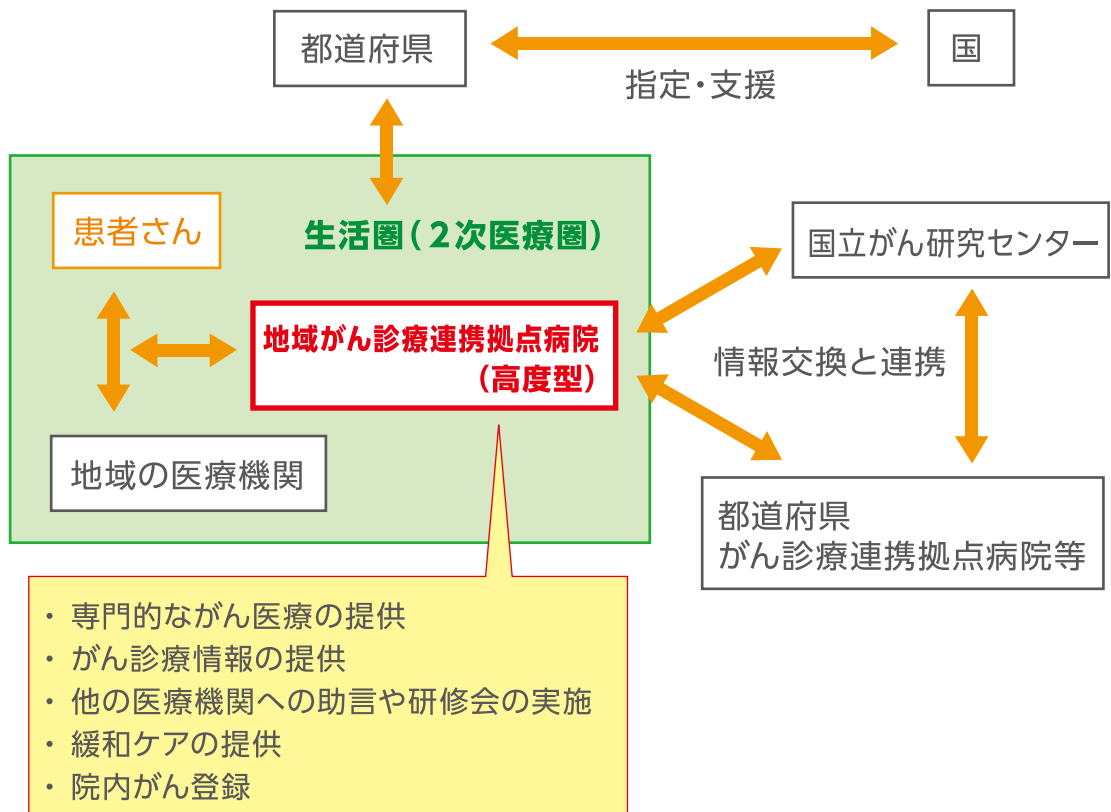 都道府県
国
指定・支援
患者さん
生活圏（２次医療圏）
国立がん研究センター
地域がん診療連携拠点病院
（高度型）
情報交換と連携
地域の医療機関
都道府県
がん診療連携拠点病院等
・ 専門的ながん医療の提供
・ がん診療情報の提供
・ 他の医療機関への助言や研修会の実施
・ 緩和ケアの提供
・ 院内がん登録